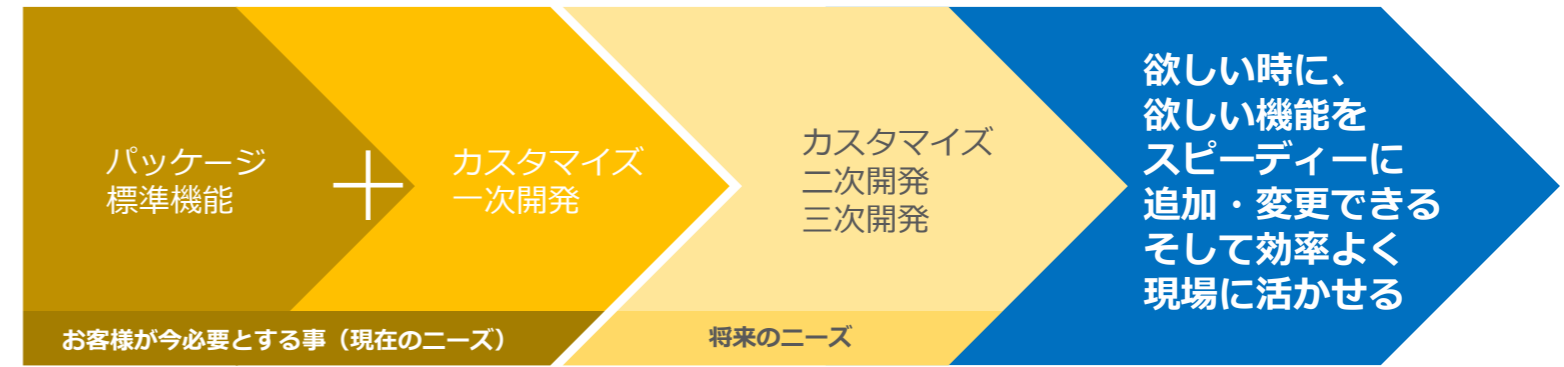 パッケージ
標準機能
＋
カスタマイズ
一次開発
お客様が今必要とする事（現在のニーズ）
カスタマイズ
二次開発
三次開発
将来のニーズ
欲しい時に、
欲しい機能を
スピーディーに
追加・変更できる
そして効率よく
現場に活かせる